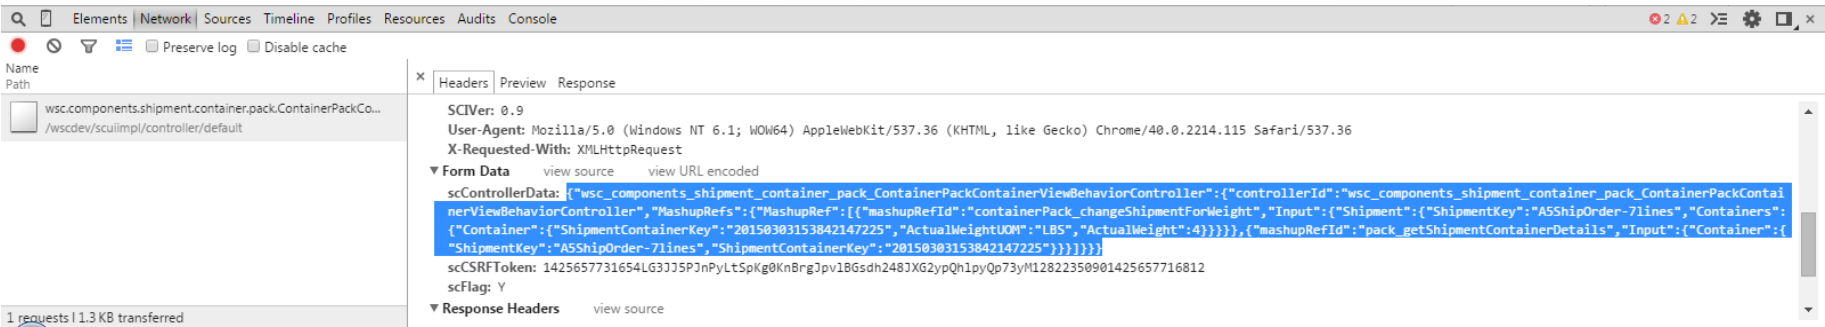 Elements Network Sources Timeline Profiles Resources Audits Console 2 2
Preserve log Disable cache
Name
Path
Headers Preview Response
wsc.components.shipment.container.pack.ContainerPackCo...
/wscdev/scuiimpl/controller/default
SCIVer: 0.9
User-Agent: Mozilla/5.0 (Windows NT 6.1; WOW64) AppleWebKit/537.36 (KHTML, like Gecko) Chrome/40.0.2214.115 Safari/537.36
X-Requested-With: XMLHttpRequest
Form Data view source view URL encoded
scControllerData: {"wsc_components_shipment_container_pack_ContainerPackContainerViewBehaviorController":{"controllerId":"wsc_components_shipment_container_pack_ContainerPackContai
nerViewBehaviorController","MashupRefs":{"MashupRef":[{"mashupRefId":"containerPack_changeShipmentForWeight","Input":{"Shipment":{"ShipmentKey":"A5ShipOrder-7lines","Containers":
{"Container":{"ShipmentContainerKey":"20150303153842147225","ActualWeightUOM":"LBS","ActualWeight":4}}}}},{"mashupRefId":"pack_getShipmentContainerDetails","Input":{"Container":{
"ShipmentKey":"A5ShipOrder-7lines","ShipmentContainerKey":"20150303153842147225"}}}]}}}
scCSRFToken: 1425657731654LG3JJ5PJnPyLtSpKg0KnBrgJpvlBGsdh248JXG2ypQhlpyQp73yM12822350901425657716812
scFlag: Y
Response Headers view source
1 requests | 1.3 KB transferred